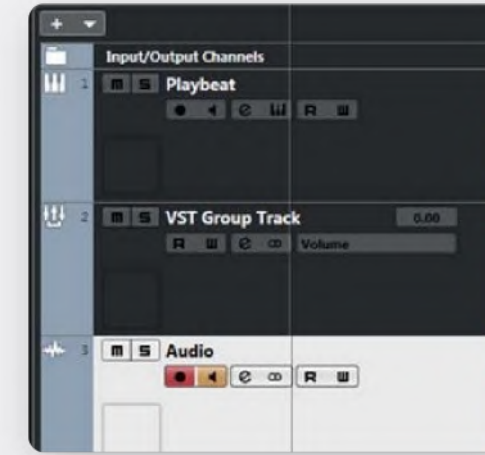 +
Input/Output Channels
1 m S Playbeat
e R W
2 m S VST Group Track 0.00
R W e Volume
3 m S Audio
e R W